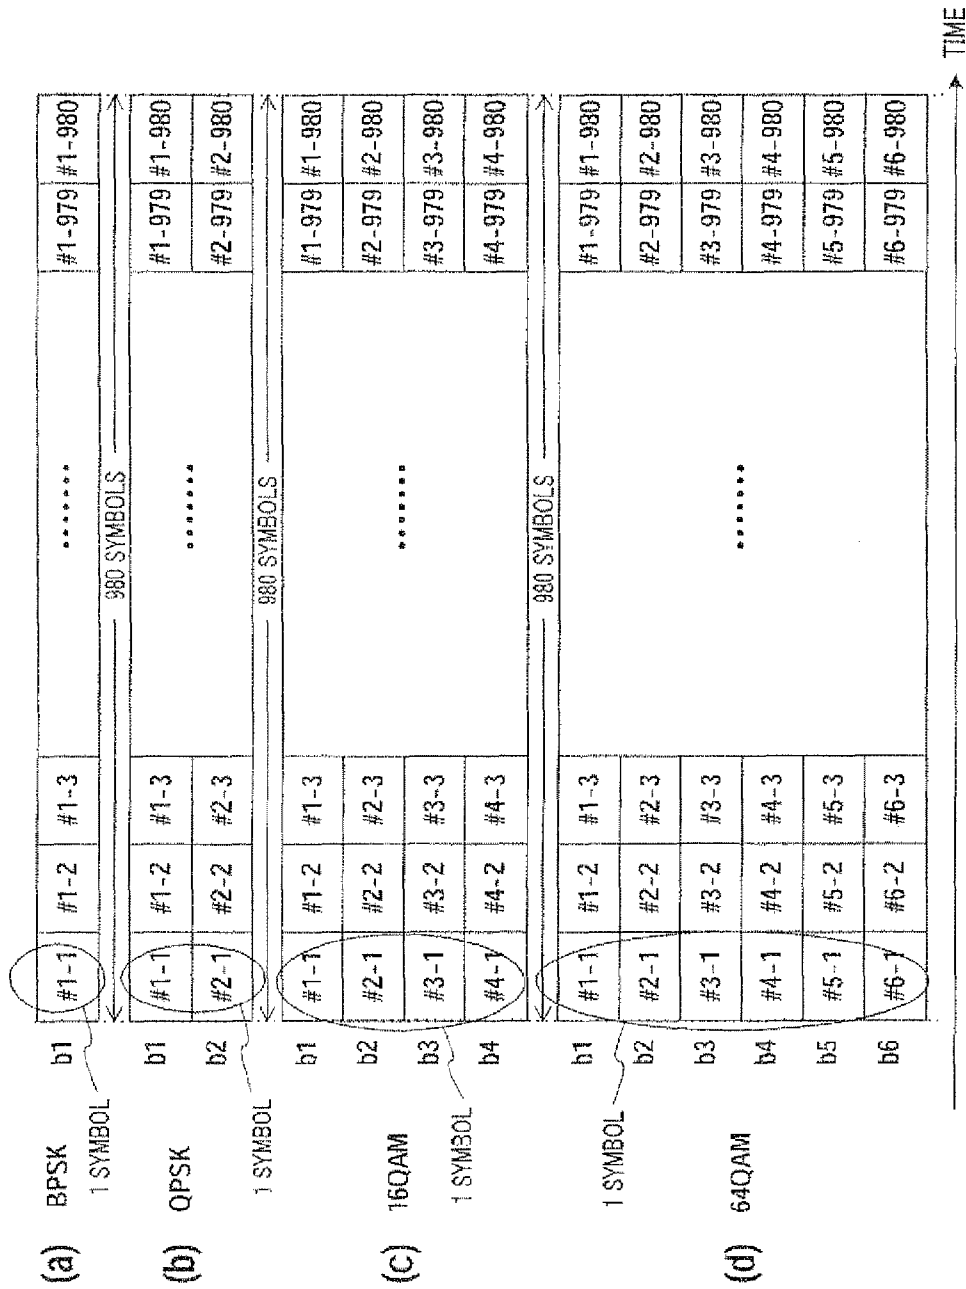 (a) BPSK
1 SYMBOL
b1 #1-1 #1-2 #1-3 ....... #1-979 #1-980
980 SYMBOLS
(b) QPSK
1 SYMBOL
b1 #1-1 #1-2 #1-3 ....... #1-979 #1-980
b2 #2-1 #2-2 #2-3 #2-979 #2-980
980 SYMBOLS
(c) 16QAM
1 SYMBOL
b1 #1-1 #1-2 #1-3 ....... #1-979 #1-980
b2 #2-1 #2-2 #2-3 #2-979 #2-980
b3 #3-1 #3-2 #3-3 #3-979 #3-980
b4 #4-1 #4-2 #4-3 #4-979 #4-980
980 SYMBOLS
(d) 64QAM
1 SYMBOL
b1 #1-1 #1-2 #1-3 ....... #1-979 #1-980
b2 #2-1 #2-2 #2-3 #2-979 #2-980
b3 #3-1 #3-2 #3-3 #3-979 #3-980
b4 #4-1 #4-2 #4-3 #4-979 #4-980
b5 #5-1 #5-2 #5-3 #5-979 #5-980
b6 #6-1 #6-2 #6-3 #6-979 #6-980
TIME